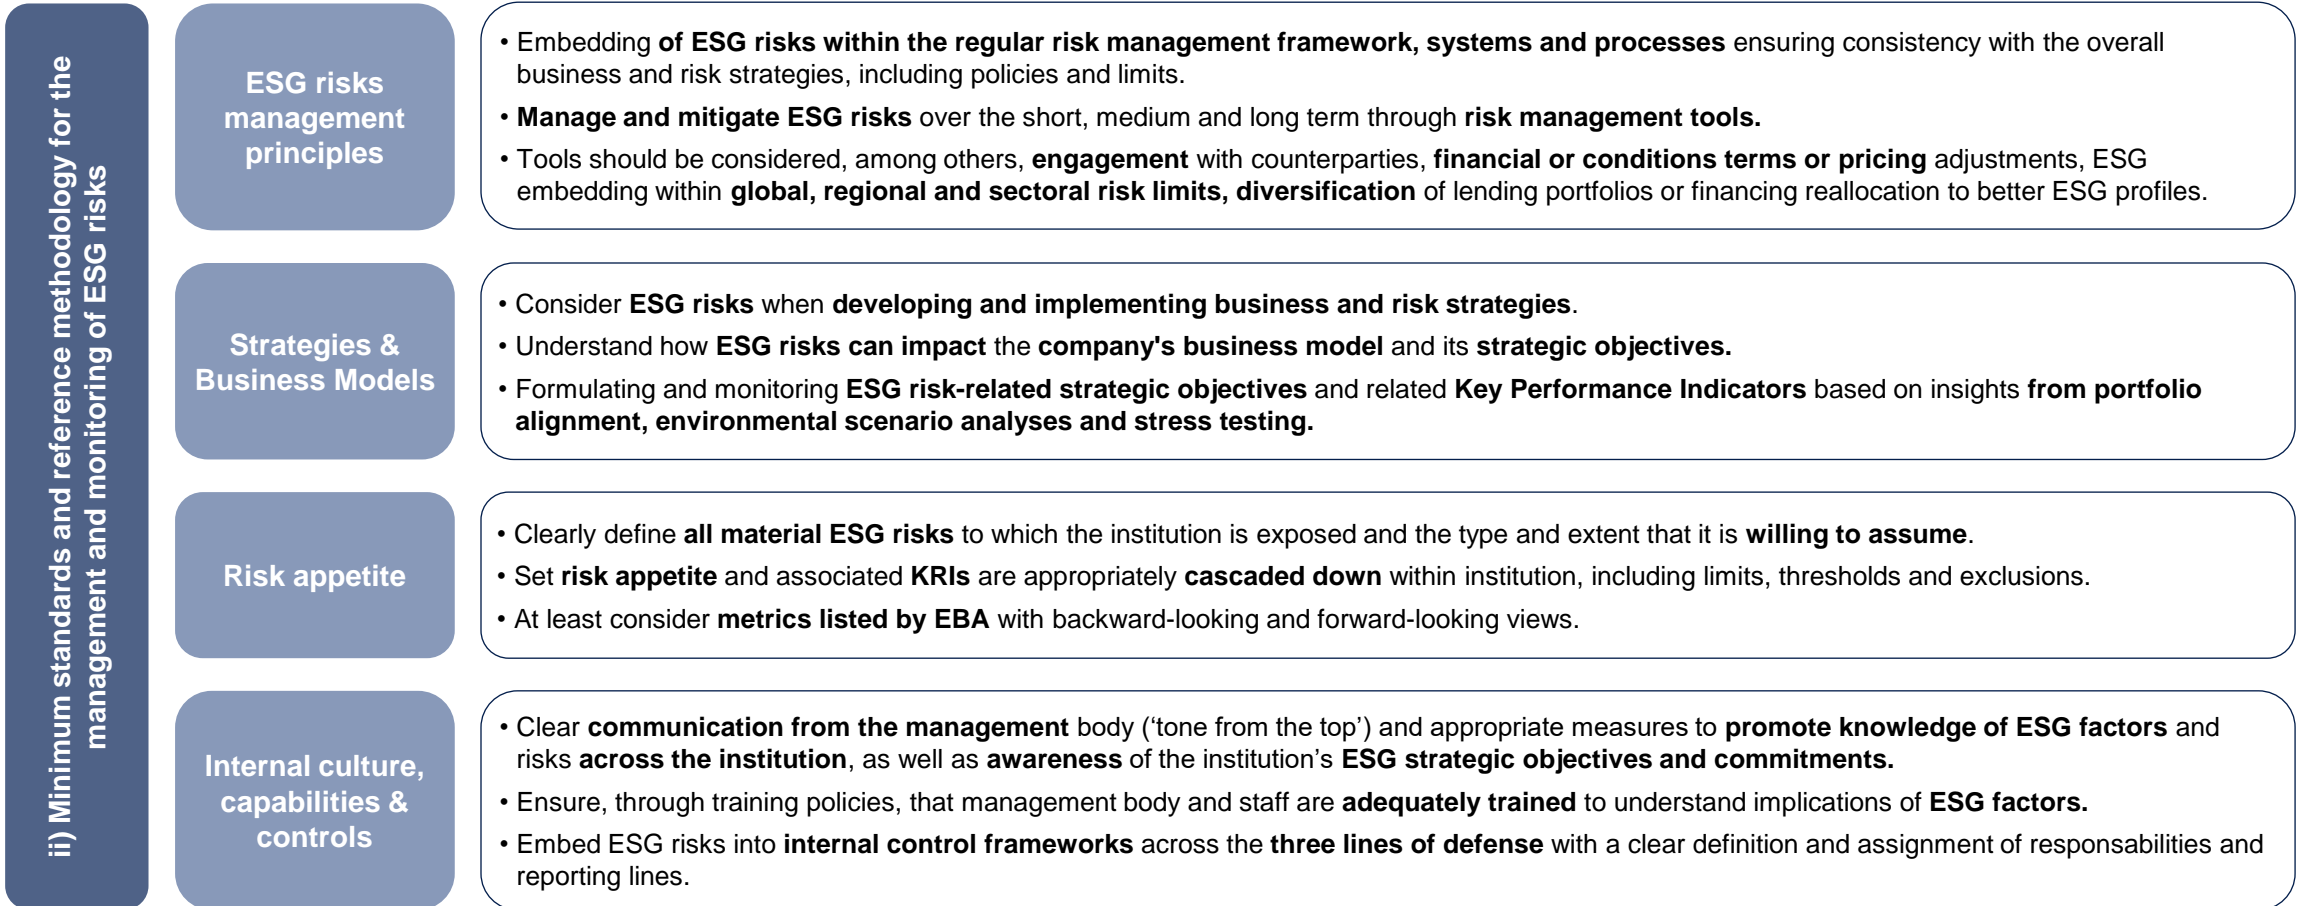 ii) Minimum standards and reference methodology for the
management and monitoring of ESG risks
ESG risks
management
principles
• Embedding of ESG risks within the regular risk management framework, systems and processes ensuring consistency with the overall
business and risk strategies, including policies and limits.
• Manage and mitigate ESG risks over the short, medium and long term through risk management tools.
• Tools should be considered, among others, engagement with counterparties, financial or conditions terms or pricing adjustments, ESG
embedding within global, regional and sectoral risk limits, diversification of lending portfolios or financing reallocation to better ESG profiles.
Strategies &
Business Models
• Consider ESG risks when developing and implementing business and risk strategies.
• Understand how ESG risks can impact the company's business model and its strategic objectives.
• Formulating and monitoring ESG risk-related strategic objectives and related Key Performance Indicators based on insights from portfolio
alignment, environmental scenario analyses and stress testing.
Risk appetite
• Clearly define all material ESG risks to which the institution is exposed and the type and extent that it is willing to assume.
• Set risk appetite and associated KRIs are appropriately cascaded down within institution, including limits, thresholds and exclusions.
• At least consider metrics listed by EBA with backward-looking and forward-looking views.
Internal culture,
capabilities &
controls
• Clear communication from the management body (‘tone from the top’) and appropriate measures to promote knowledge of ESG factors and
risks across the institution, as well as awareness of the institution’s ESG strategic objectives and commitments.
• Ensure, through training policies, that management body and staff are adequately trained to understand implications of ESG factors.
• Embed ESG risks into internal control frameworks across the three lines of defense with a clear definition and assignment of responsabilities and
reporting lines.